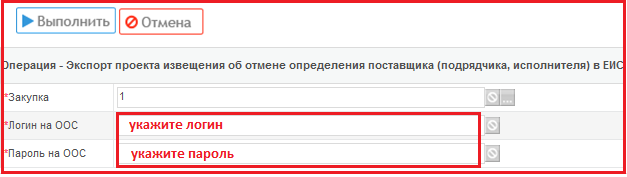 Выполнить Отмена
Операция - Экспорт проекта извещения об отмене определения поставщика (подрядчика, исполнителя) в ЕИС
*Закупка 1 ...
*Логин на ООС укажите логин
*Пароль на ООС укажите пароль